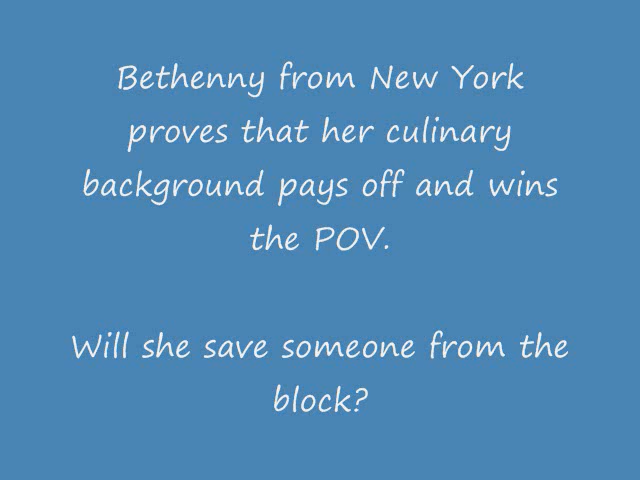 Bethenny from New York
proves that her culinary
background pays off and wins
the POV.
Will she save someone from the
block?